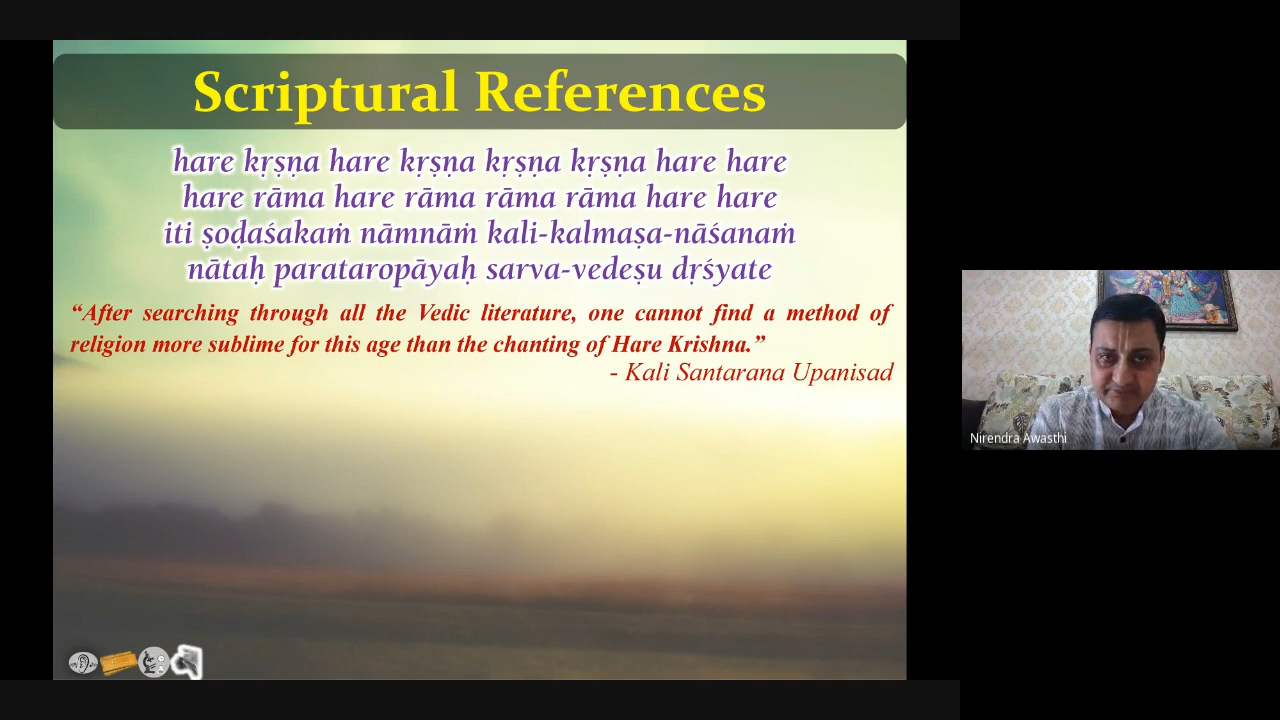 Scriptural References
hare kṛṣṇa hare kṛṣṇa kṛṣṇa kṛṣṇa hare hare
hare rāma hare rāma rāma rāma hare hare
iti ṣoḍaśakaṁ nāmnāṁ kali-kalmaṣa-nāśanaṁ
nātaḥ parataropāyaḥ sarva-vedeṣu dṛśyate
“After searching through all the Vedic literature, one cannot find a method of
religion more sublime for this age than the chanting of Hare Krishna.”
- Kali Santarana Upanisad
Nirendra Awasthi